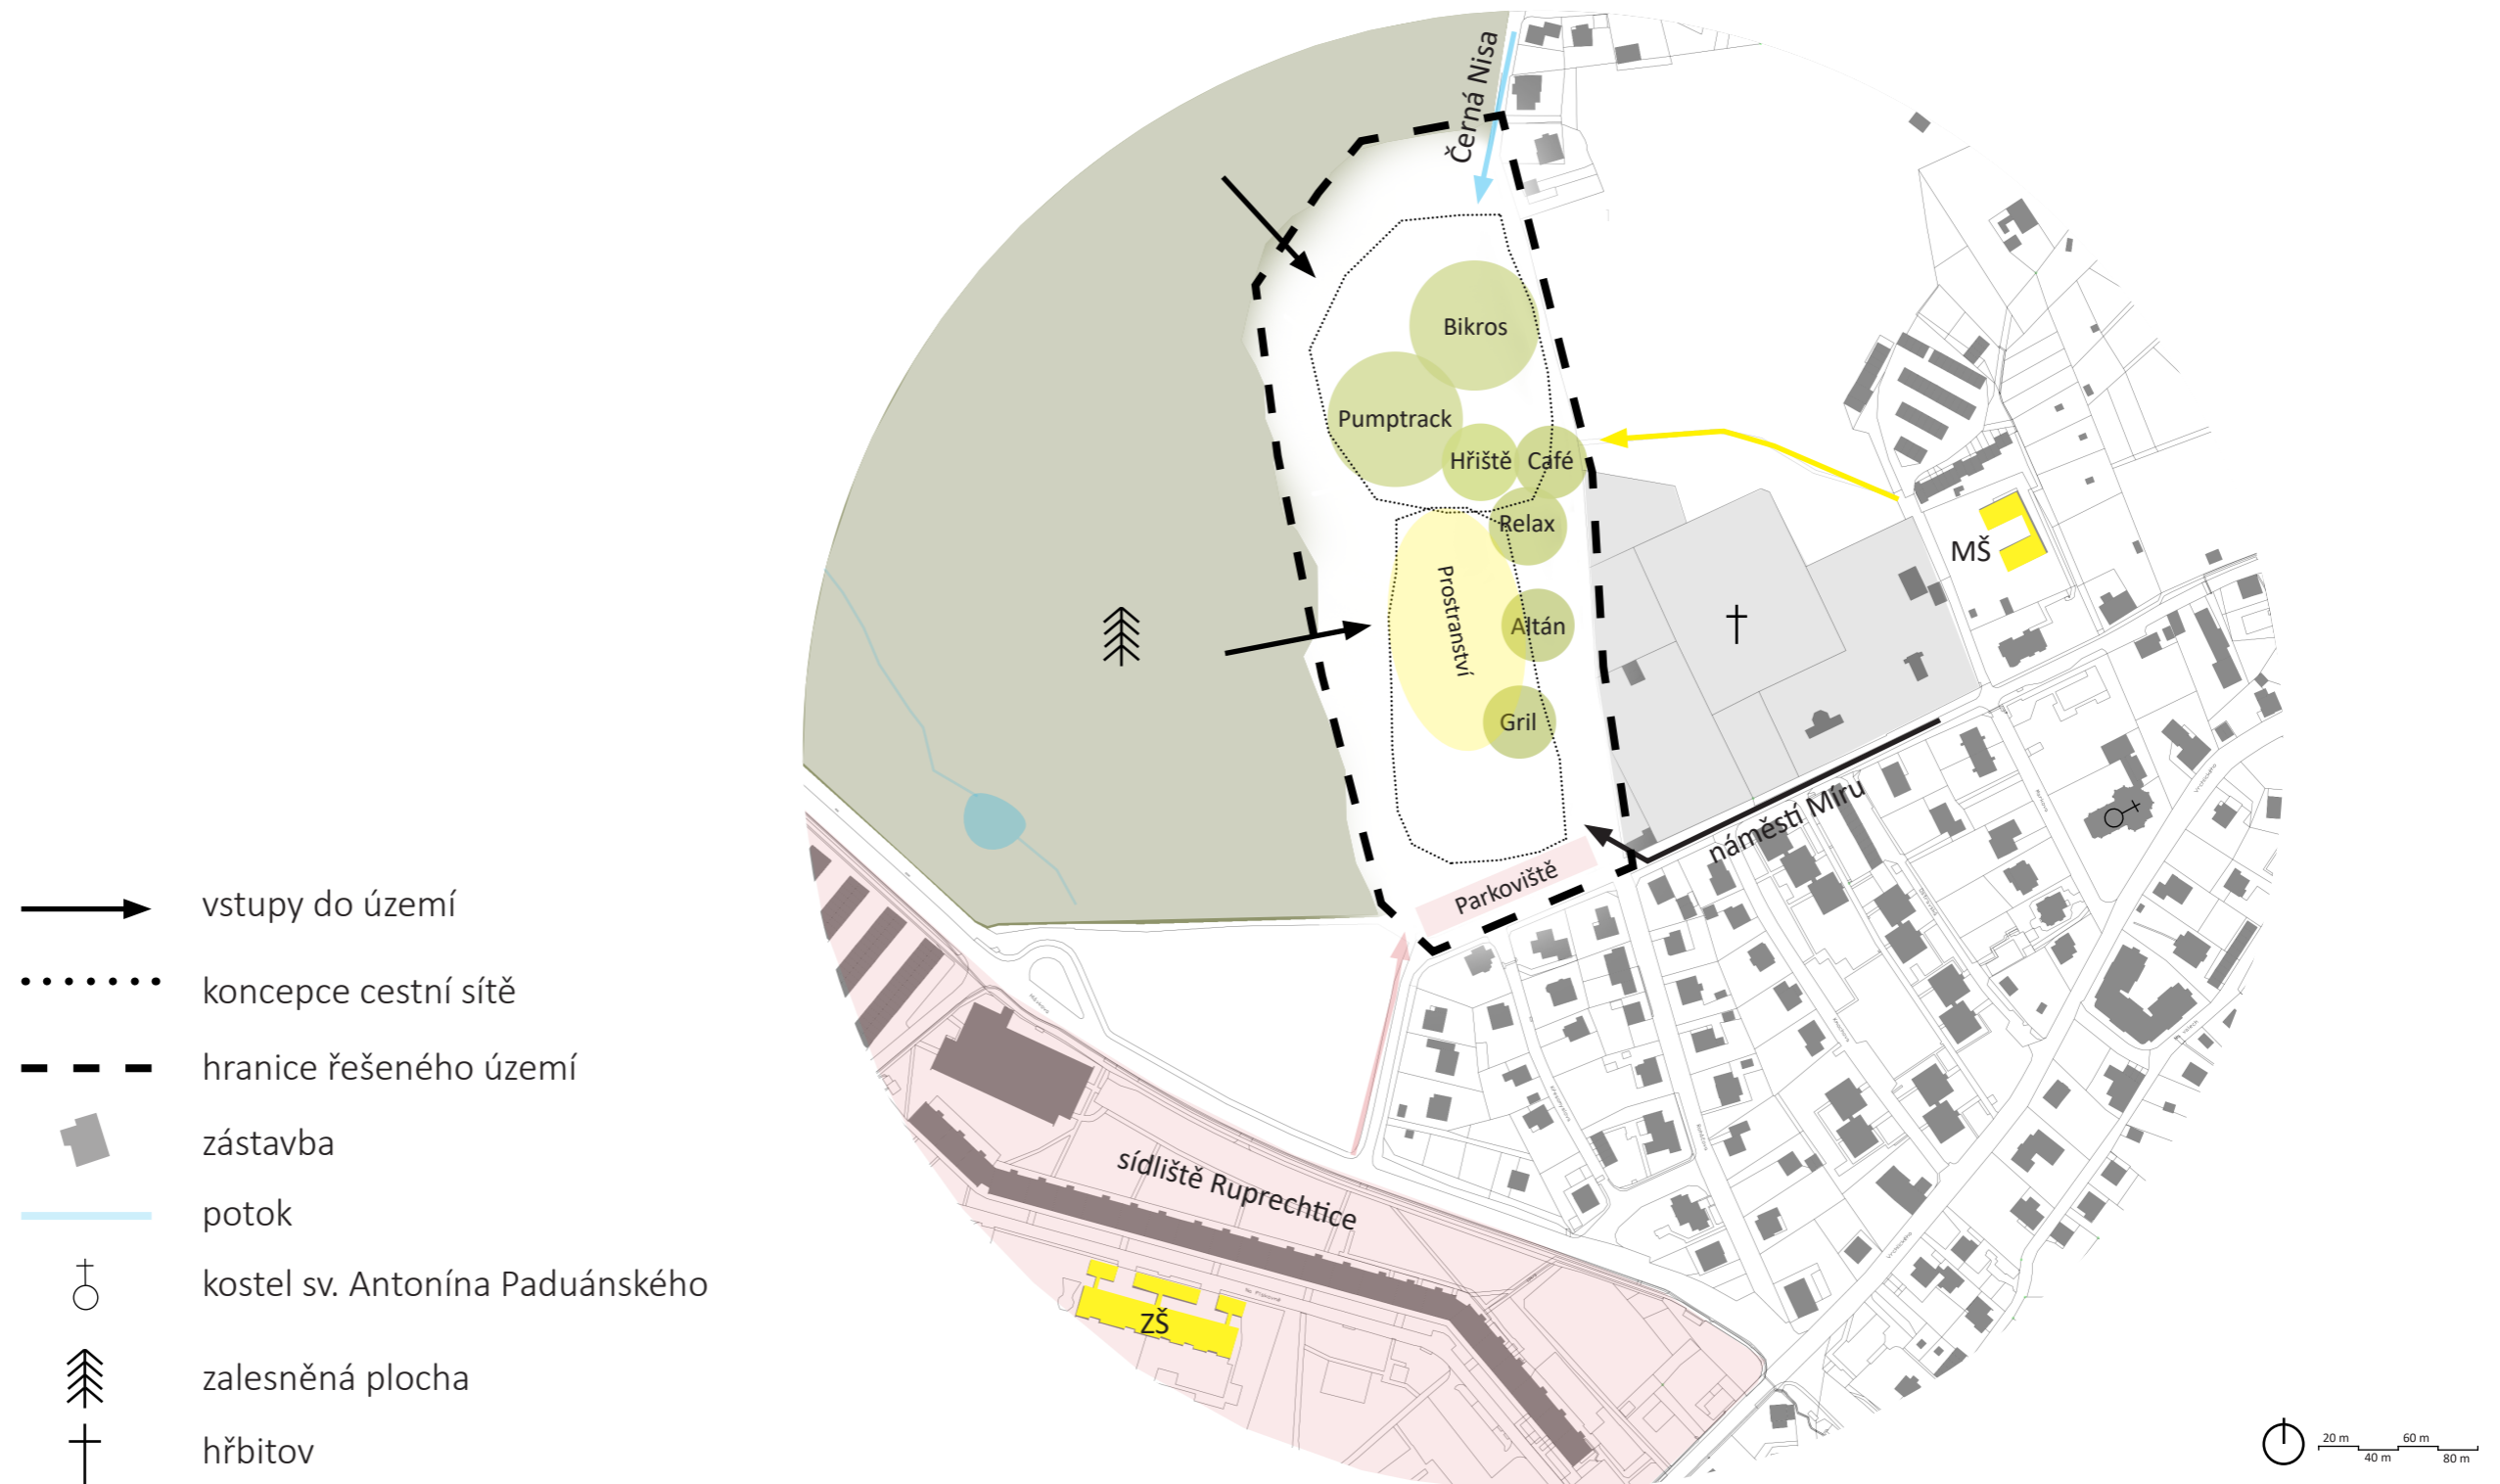 Černá Nisa
Bikros
Pumptrack
Hřiště
Café
Relax
MŠ
Prostranství
Altán
Gril
náměstí Míru
Parkoviště
vstupy do území
koncepce cestní sítě
hranice řešeného území
zástavba
potok
kostel sv. Antonína Paduánského
zalesněná plocha
hřbitov
sídliště Ruprechtice
ZŠ
20 m
60 m
40 m
80 m